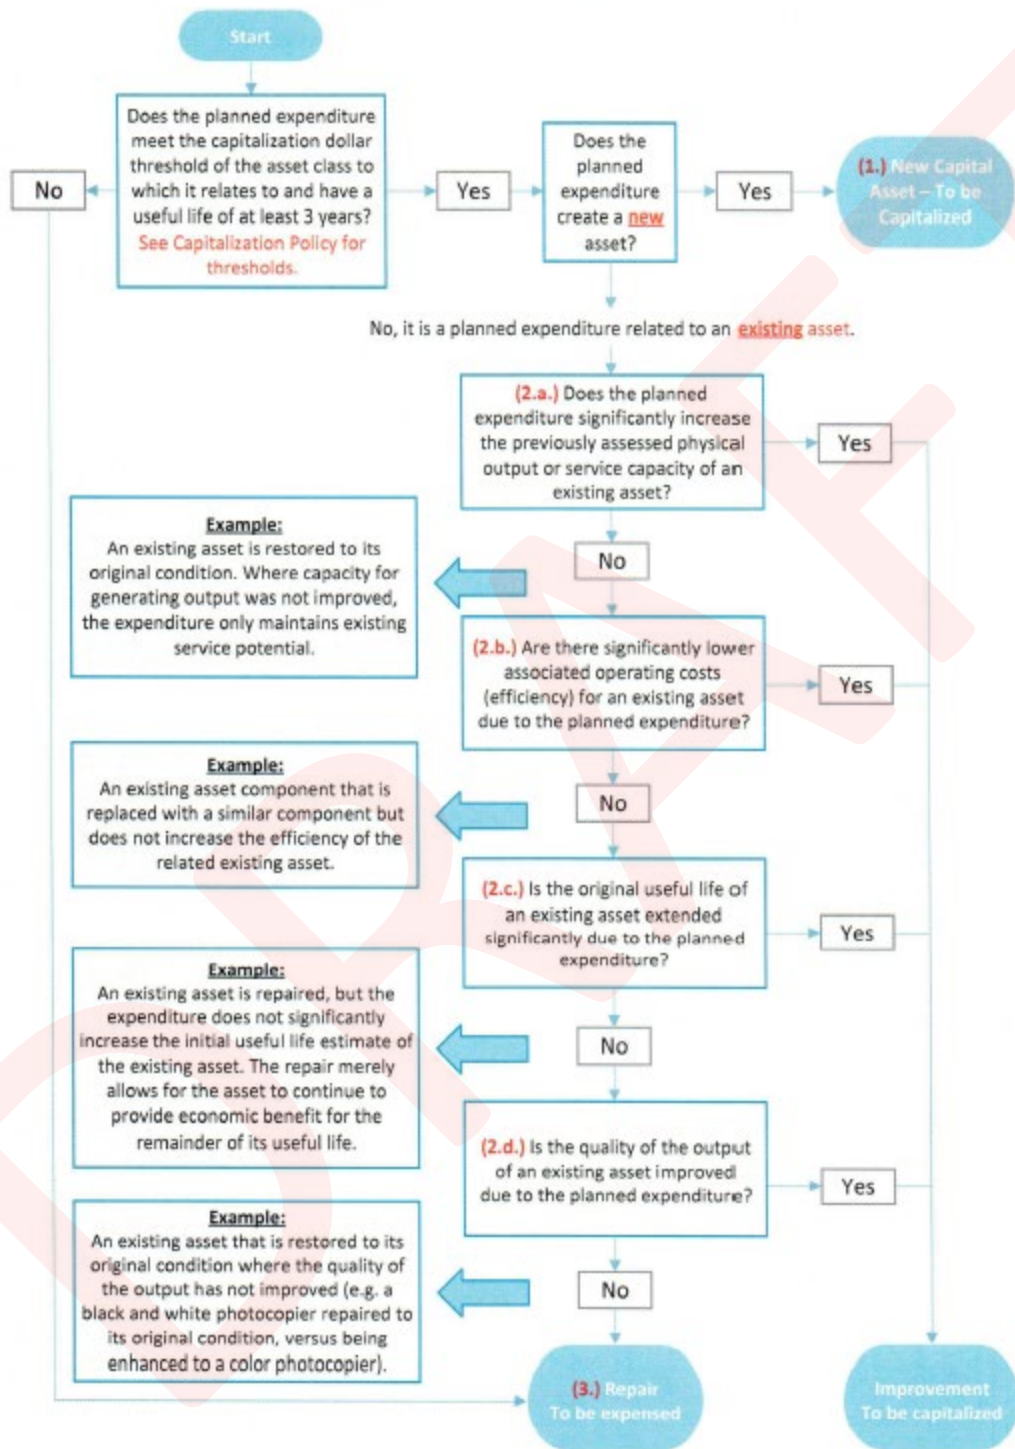 Start
Does the planned expenditure
meet the capitalization dollar
threshold of the asset class to
which it relates to and have a
useful life of at least 3 years?
See Capitalization Policy for
thresholds.
No
Yes
Does the
planned
expenditure
create a new
asset?
Yes
(1.) New Capital
Asset – To be
Capitalized
No, it is a planned expenditure related to an existing asset.
(2.a.) Does the planned
expenditure significantly increase
the previously assessed physical
output or service capacity of an
existing asset?
Yes
No
Example:
An existing asset is restored to its
original condition. Where capacity for
generating output was not improved,
the expenditure only maintains existing
service potential.
(2.b.) Are there significantly lower
associated operating costs
(efficiency) for an existing asset
due to the planned expenditure?
Yes
No
Example:
An existing asset component that is
replaced with a similar component but
does not increase the efficiency of the
related existing asset.
(2.c.) Is the original useful life of
an existing asset extended
significantly due to the planned
expenditure?
Yes
No
Example:
An existing asset is repaired, but the
expenditure does not significantly
increase the initial useful life estimate of
the existing asset. The repair merely
allows for the asset to continue to
provide economic benefit for the
remainder of its useful life.
(2.d.) Is the quality of the output
of an existing asset improved
due to the planned expenditure?
Yes
No
Example:
An existing asset that is restored to its
original condition where the quality of
the output has not improved (e.g. a
black and white photocopier repaired to
its original condition, versus being
enhanced to a color photocopier).
(3.) Repair
To be expensed
Improvement
To be capitalized
DRAFT